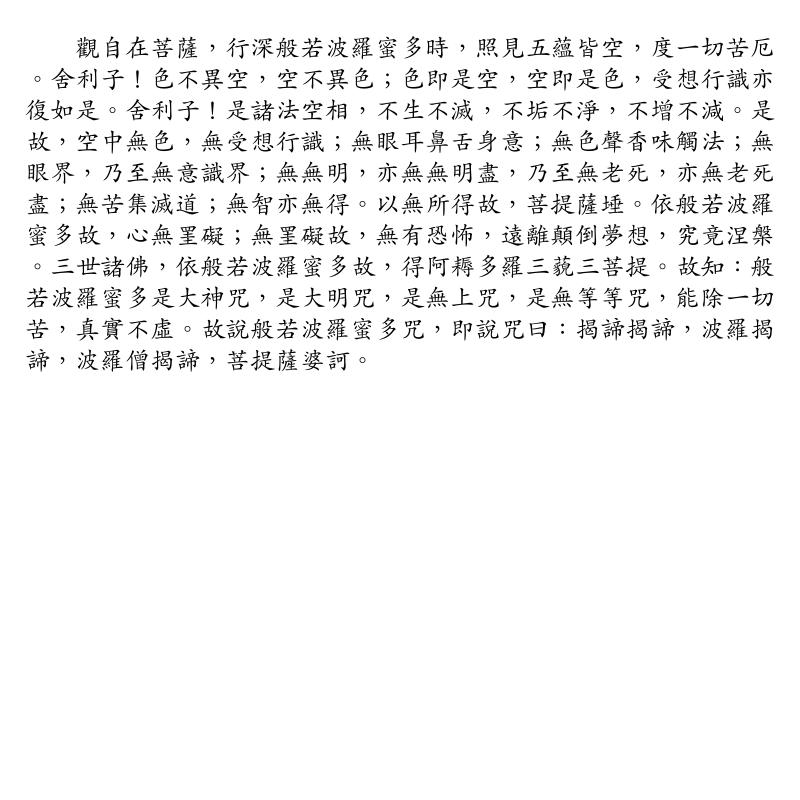 觀自在菩薩，行深般若波羅蜜多時，照見五蘊皆空，度一切苦厄
。舍利子！色不異空，空不異色；色即是空，空即是色，受想行識亦
復如是。舍利子！是諸法空相，不生不滅，不垢不淨，不增不減。是
故，空中無色，無受想行識；無眼耳鼻舌身意；無色聲香味觸法；無
眼界，乃至無意識界；無無明，亦無無明盡，乃至無老死，亦無老死
盡；無苦集滅道；無智亦無得。以無所得故，菩提薩埵。依般若波羅
蜜多故，心無罣礙；無罣礙故，無有恐怖，遠離顛倒夢想，究竟涅槃
。三世諸佛，依般若波羅蜜多故，得阿耨多羅三藐三菩提。故知：般
若波羅蜜多是大神咒，是大明咒，是無上咒，是無等等咒，能除一切
苦，真實不虛。故說般若波羅蜜多咒，即說咒曰：揭諦揭諦，波羅揭
諦，波羅僧揭諦，菩提薩婆訶。